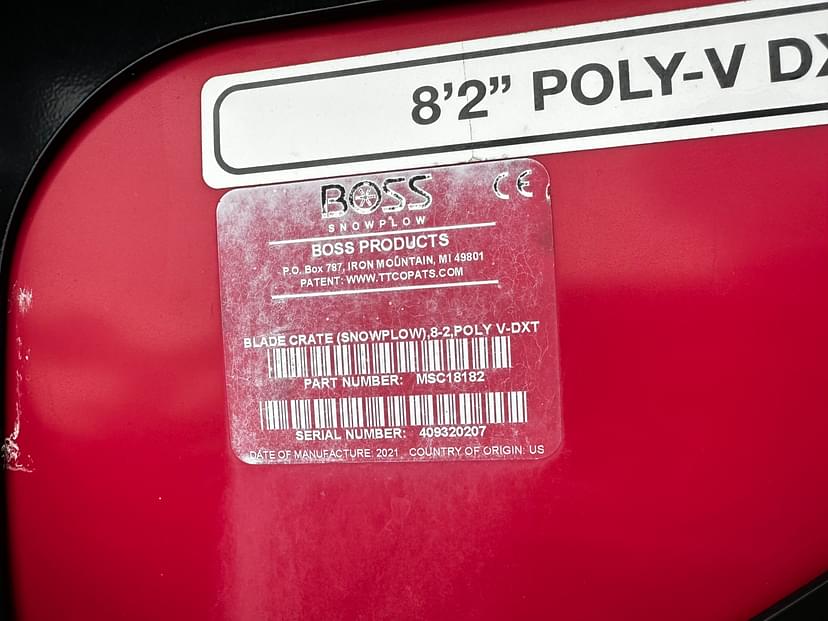 8'2” POLY-V DX
BOSS CE
SNOWPLOW
BOSS PRODUCTS
P.O. Box 787, IRON MOUNTAIN, MI 49801
PATENT: WWW.TTCOPATS.COM
BLADE CRATE (SNOWPLOW),8-2,POLY V-DXT
PART NUMBER: MSC18182
SERIAL NUMBER: 409320207
DATE OF MANUFACTURE: 2021 COUNTRY OF ORIGIN: US